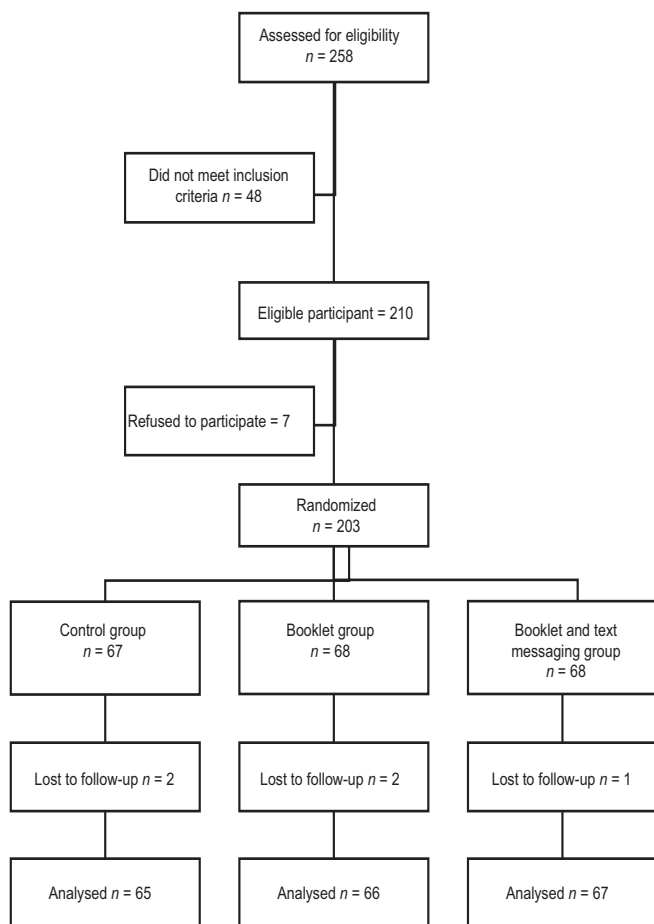 Assessed for eligibility
n = 258
Did not meet inclusion
criteria n = 48
Eligible participant = 210
Refused to participate = 7
Randomized
n = 203
Control group
n = 67
Booklet group
n = 68
Booklet and text
messaging group
n = 68
Lost to follow-up n = 2
Lost to follow-up n = 2
Lost to follow-up n = 1
Analysed n = 65
Analysed n = 66
Analysed n = 67